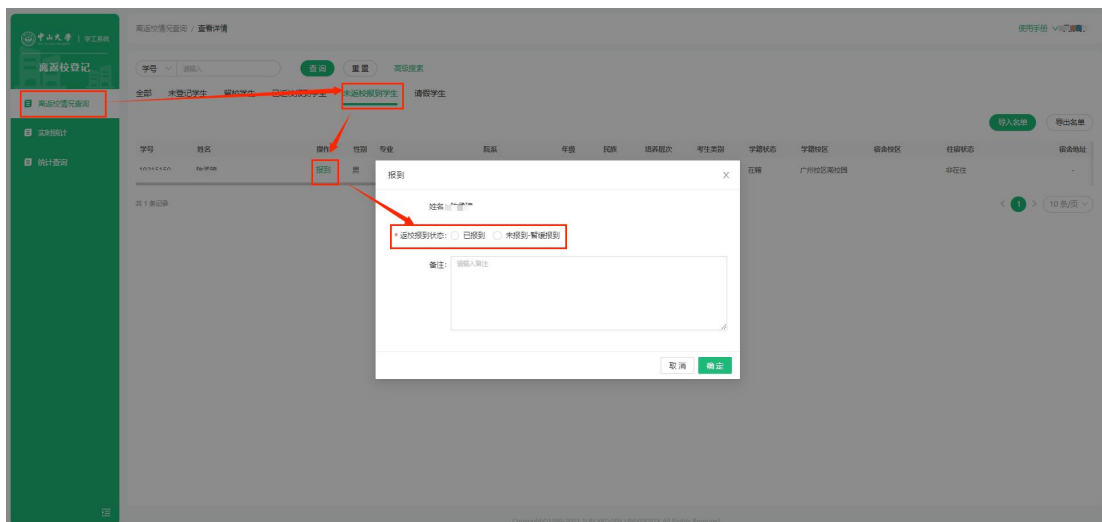 中山大学 | 学工系统
离返校情况查询 / 查看详情
使用手册
离返校登记
学号 请输入 查询 重置 高级搜索
全部 未登记学生 留校学生 已返校报到学生 未返校报到学生 请假学生
离返校情况查询
导入名单 导出名单
实时统计
学号 姓名 操作 性别 专业 院系 年级 民族 培养层次 考生类别 学籍状态 学籍校区 宿舍校区 住宿状态 宿舍地址
统计查询
报到 男 在籍 广州校区南校园 非在住 -
报到
共 1 条记录
< 1 > 10 条/页
姓名:
* 返校报到状态: 已报到 未报到-暂缓报到
备注: 请输入备注
取消 确定